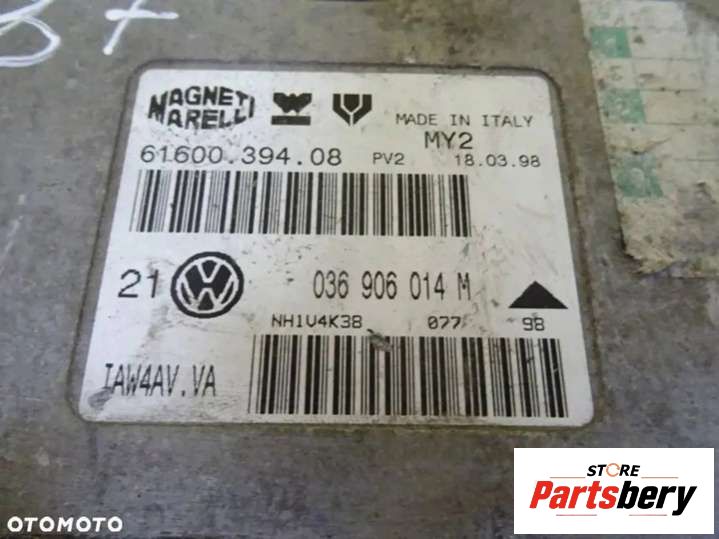 MAGNETI
MARELLI
MADE IN ITALY
MY2
61600.394.08 PV2 18.03.98
21 VW 036 906 014 M
NH1V4K38 077 98
IAW4AV.VA
STORE
Partsbery
OTOMOTO